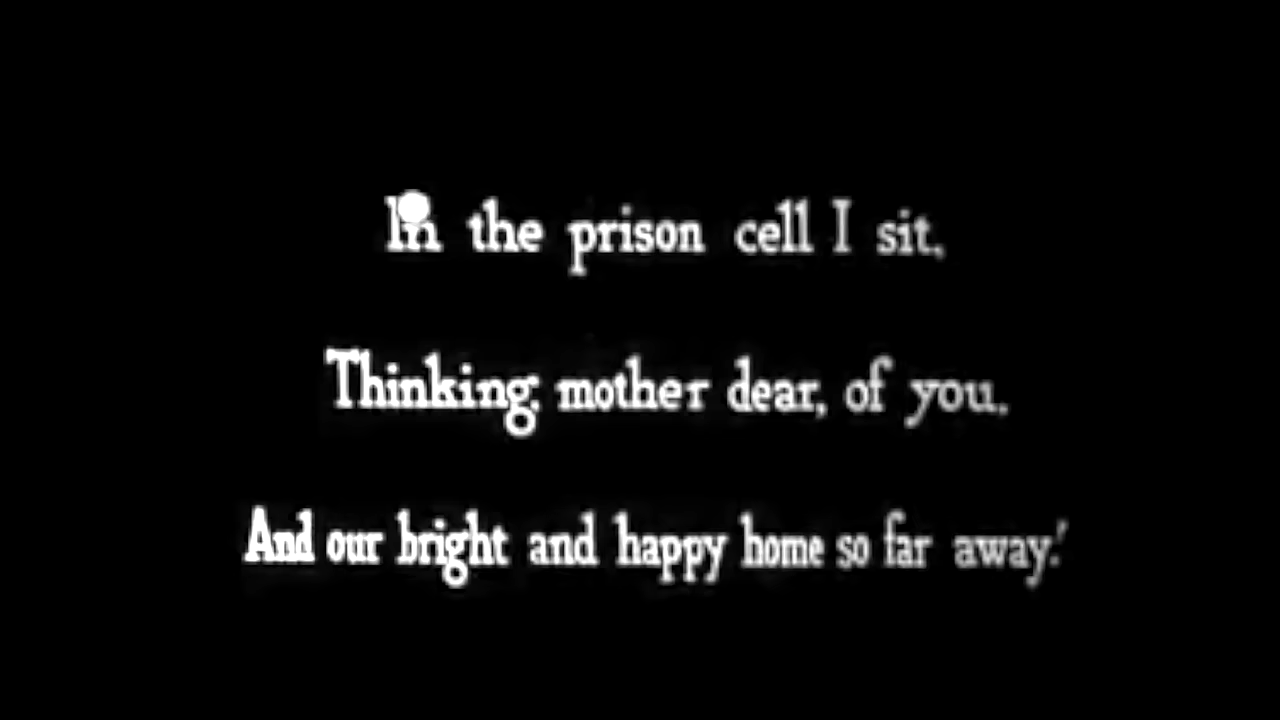 In the prison cell I sit,
Thinking, mother dear, of you,
And our bright and happy home so far away.'